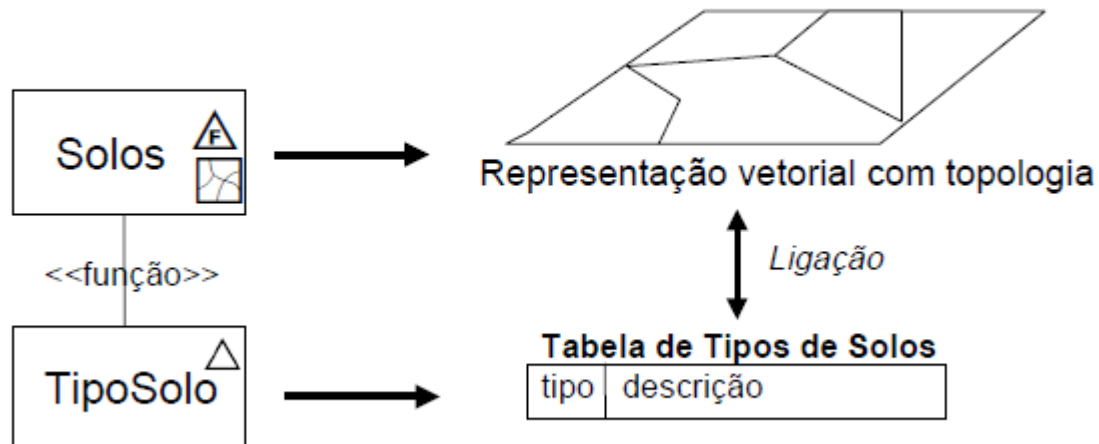 Solos
F
Representação vetorial com topologia
<<função>>
Ligação
TipoSolo
Tabela de Tipos de Solos
tipo descrição